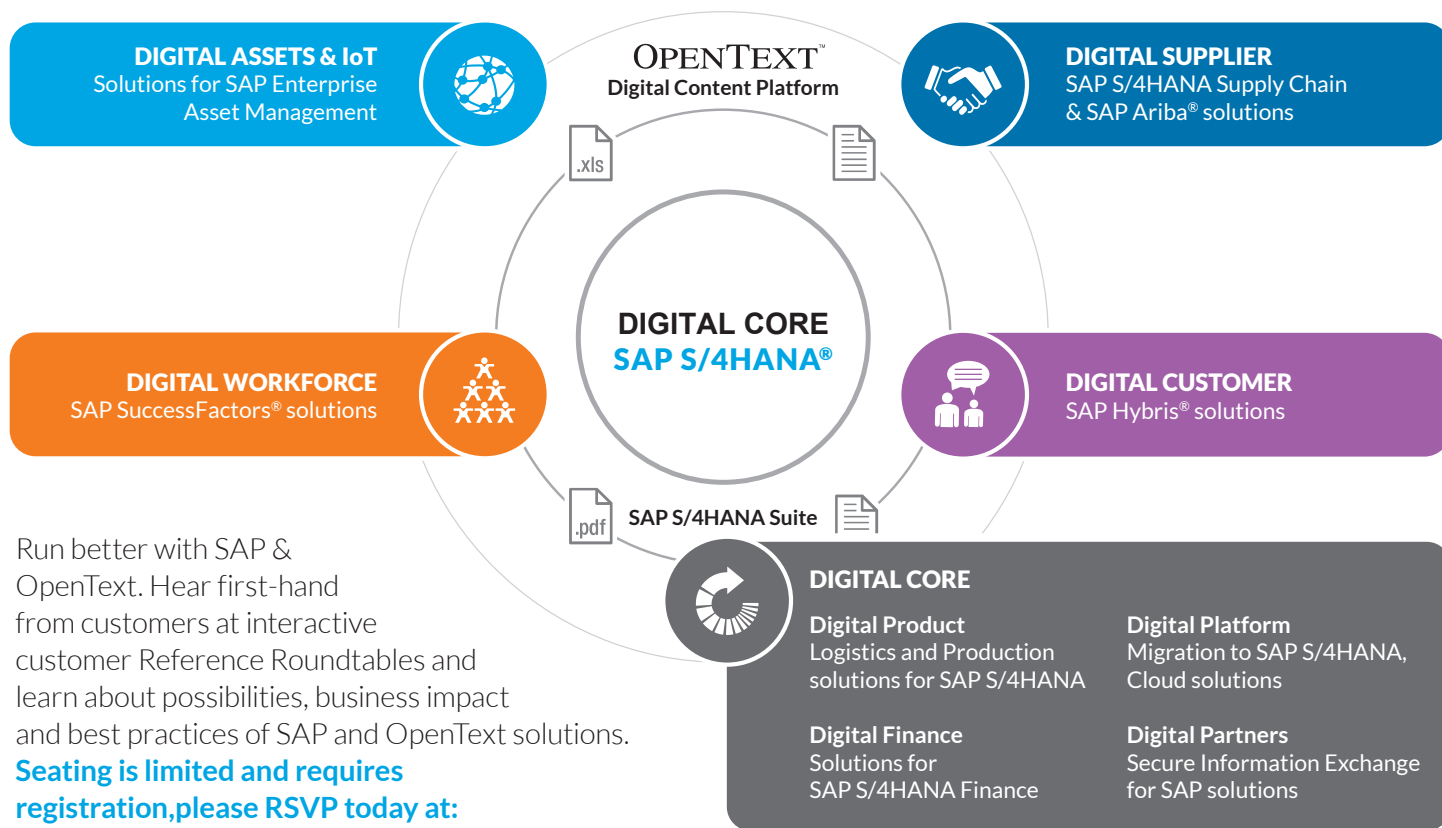 DIGITAL ASSETS & IoT
Solutions for SAP Enterprise
Asset Management
OPENTEXT™
Digital Content Platform
DIGITAL SUPPLIER
SAP S/4HANA Supply Chain
& SAP Ariba® solutions
.xls
DIGITAL CORE
SAP S/4HANA®
DIGITAL WORKFORCE
SAP SuccessFactors® solutions
DIGITAL CUSTOMER
SAP Hybris® solutions
.pdf
SAP S/4HANA Suite
Run better with SAP &
OpenText. Hear first-hand
from customers at interactive
customer Reference Roundtables and
learn about possibilities, business impact
and best practices of SAP and OpenText solutions.
Seating is limited and requires
registration,please RSVP today at:
DIGITAL CORE
Digital Product
Logistics and Production
solutions for SAP S/4HANA
Digital Platform
Migration to SAP S/4HANA,
Cloud solutions
Digital Finance
Solutions for
SAP S/4HANA Finance
Digital Partners
Secure Information Exchange
for SAP solutions